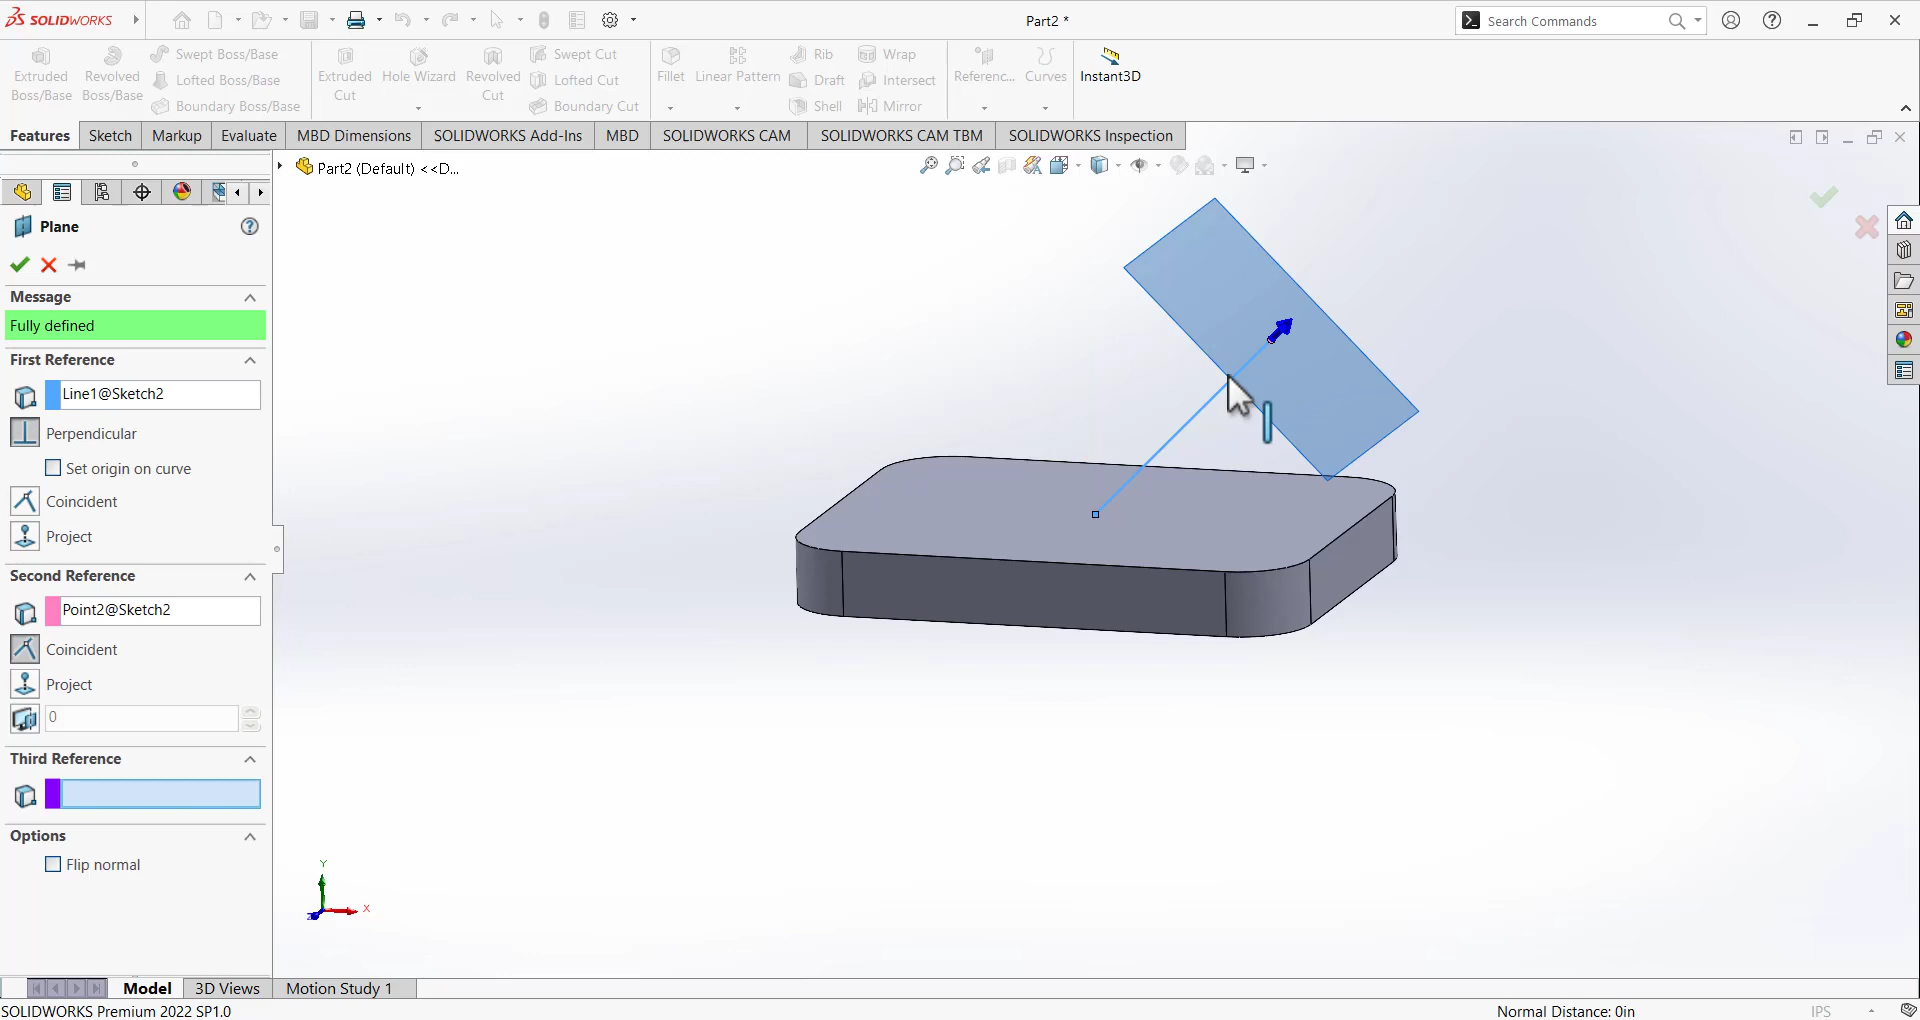 SOLIDWORKS
Part2 *
Search Commands
Extruded Boss/Base
Revolved Boss/Base
Swept Boss/Base
Lofted Boss/Base
Boundary Boss/Base
Extruded Cut
Hole Wizard
Revolved Cut
Swept Cut
Lofted Cut
Boundary Cut
Fillet
Linear Pattern
Rib
Draft
Shell
Wrap
Intersect
Mirror
Referenc...
Curves
Instant3D
Features
Sketch
Markup
Evaluate
MBD Dimensions
SOLIDWORKS Add-Ins
MBD
SOLIDWORKS CAM
SOLIDWORKS CAM TBM
SOLIDWORKS Inspection
Part2 (Default) <<D...
Plane
Message
Fully defined
First Reference
Line1@Sketch2
Perpendicular
Set origin on curve
Coincident
Project
Second Reference
Point2@Sketch2
Coincident
Project
0
Third Reference
Options
Flip normal
Y
X
Z
Model
3D Views
Motion Study 1
SOLIDWORKS Premium 2022 SP1.0
Normal Distance: 0in
IPS